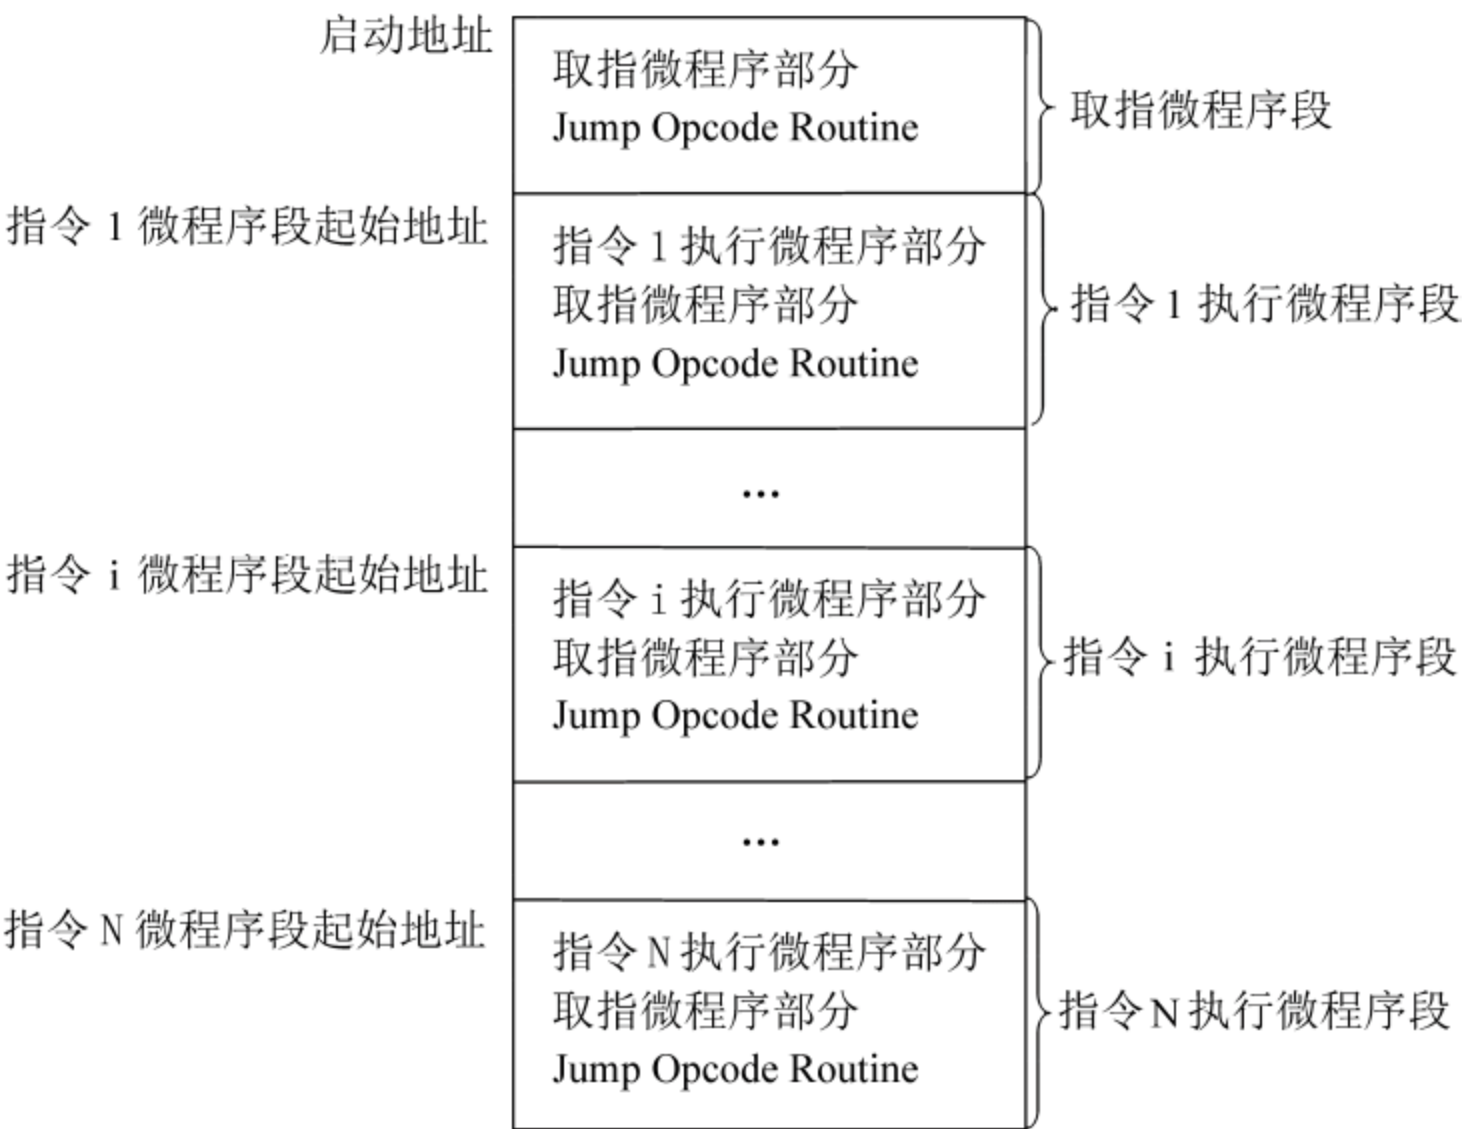 启动地址
取指微程序部分
Jump Opcode Routine
取指微程序段
指令 1 微程序段起始地址
指令 1 执行微程序部分
取指微程序部分
Jump Opcode Routine
指令 1 执行微程序段
...
指令 i 微程序段起始地址
指令 i 执行微程序部分
取指微程序部分
Jump Opcode Routine
指令 i 执行微程序段
...
指令 N 微程序段起始地址
指令 N 执行微程序部分
取指微程序部分
Jump Opcode Routine
指令 N 执行微程序段